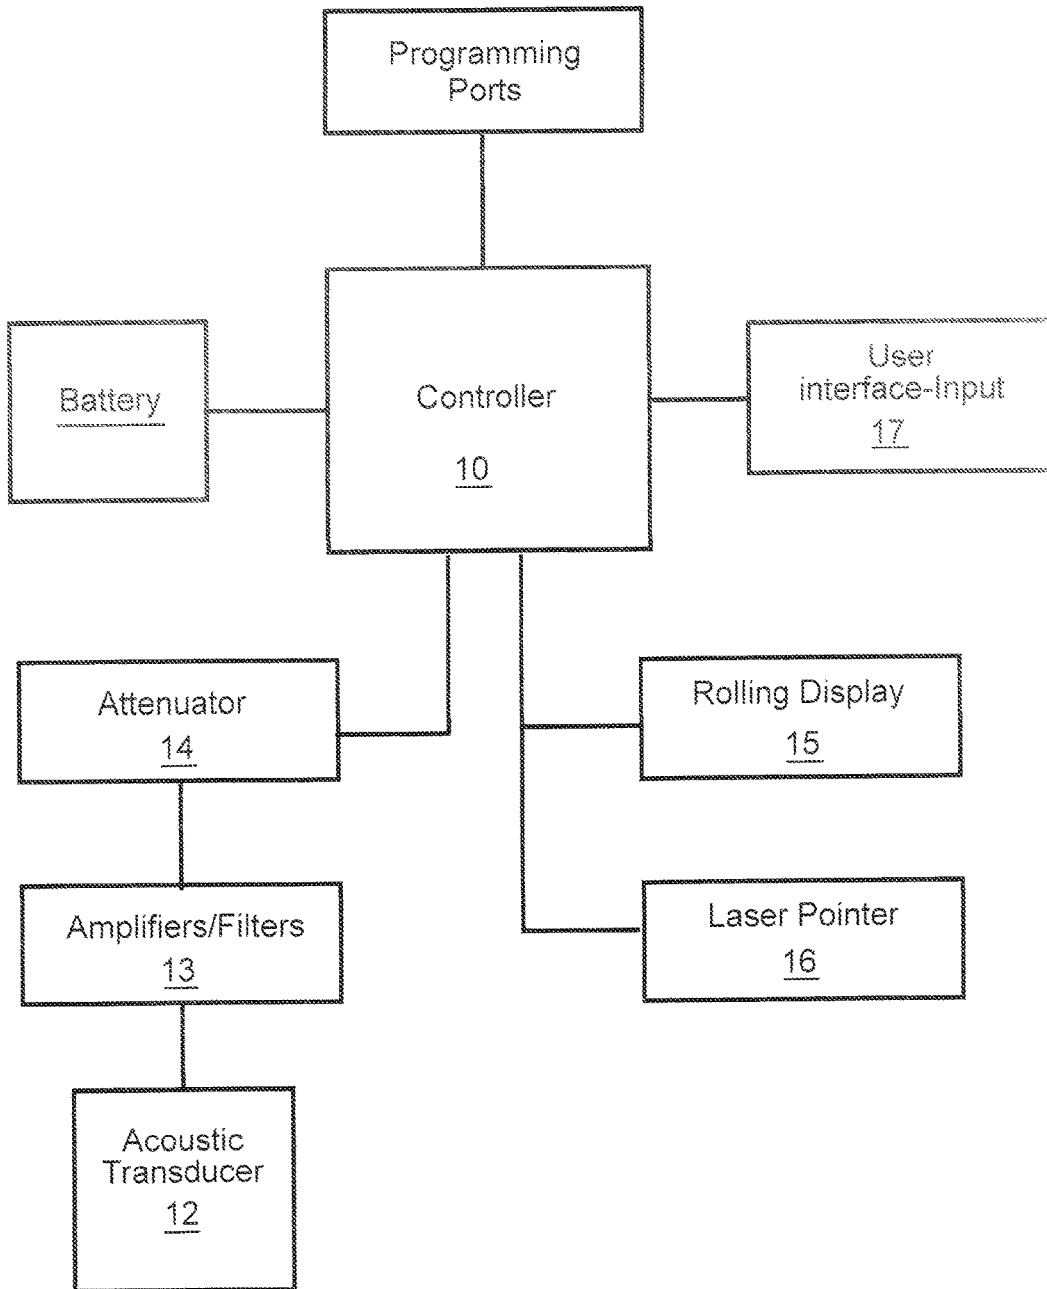 Programming
Ports
Battery
Controller
10
User
interface-Input
17
Attenuator
14
Rolling Display
15
Amplifiers/Filters
13
Laser Pointer
16
Acoustic
Transducer
12